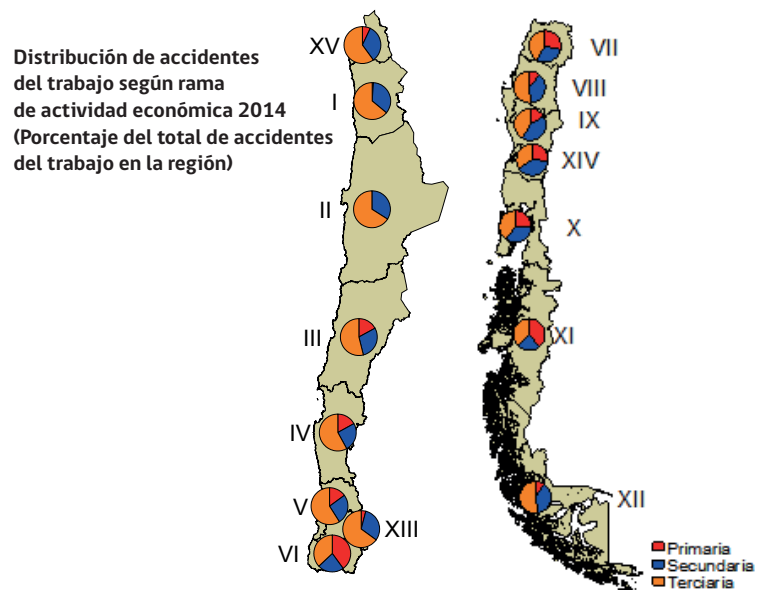 Distribución de accidentes
del trabajo según rama
de actividad económica 2014
(Porcentaje del total de accidentes
del trabajo en la región)
XV
I
II
III
IV
V
XIII
VI
VII
VIII
IX
XIV
X
XI
XII
Primaria
Secundaria
Terciaria